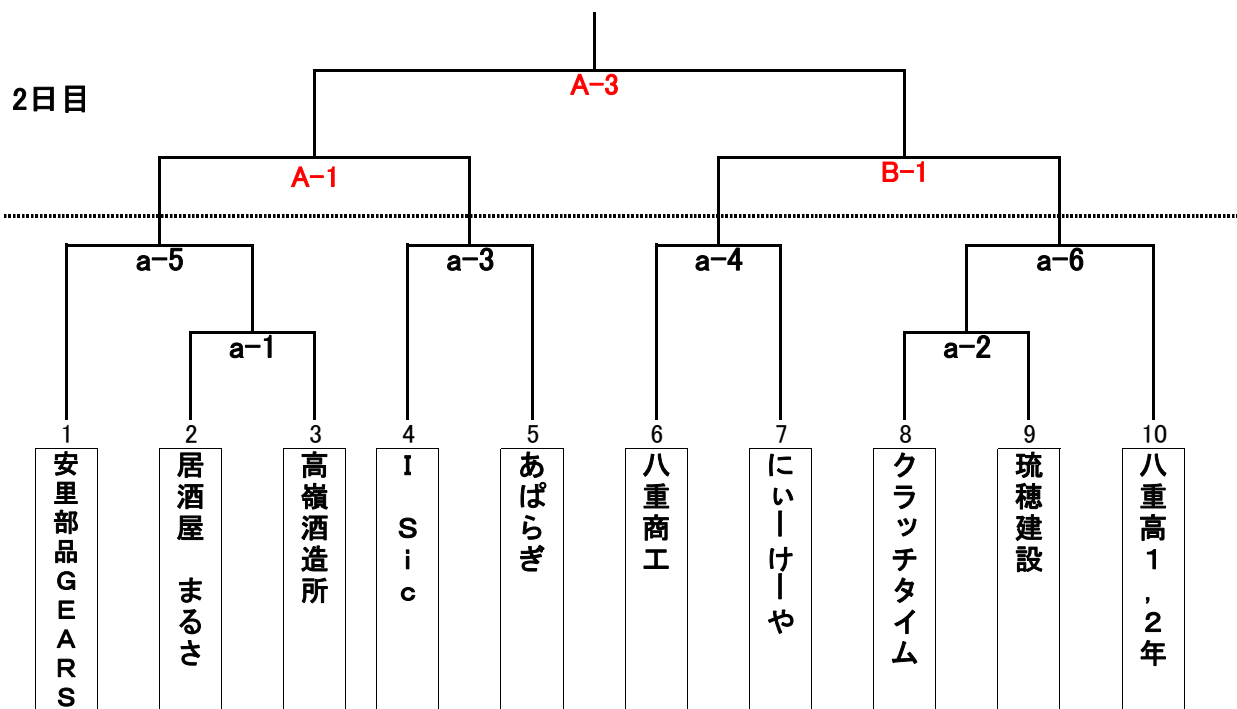 A-3
2日目
A-1
B-1
a-5
a-3
a-4
a-6
a-1
a-2
1
2
3
4
5
6
7
8
9
10
安里部品GEARS
居酒屋　まるさ
高嶺酒造所
I　Sic
あぱらぎ
八重商工
にぃーけーや
クラッチタイム
琉穂建設
八重高1，2年